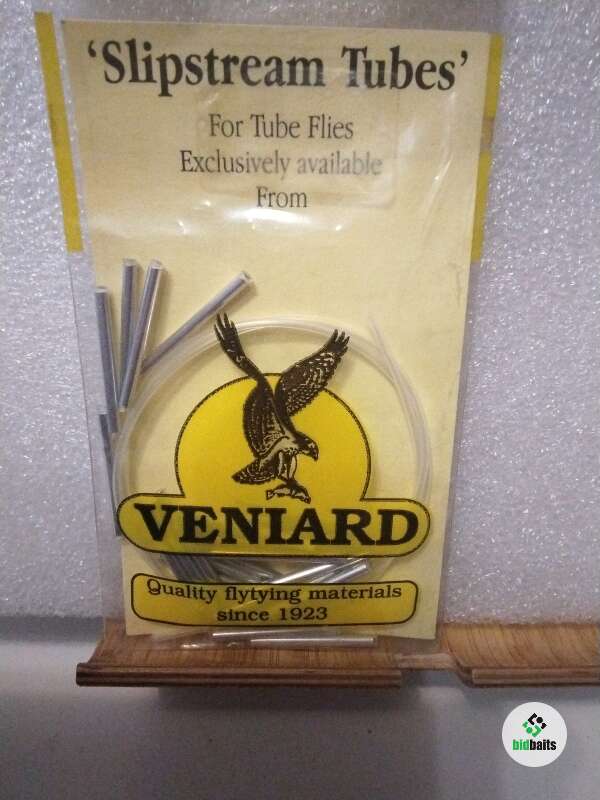 'Slipstream Tubes'
For Tube Flies
Exclusively available
From
VENIARD
Quality flytying materials
since 1923
bidbaits